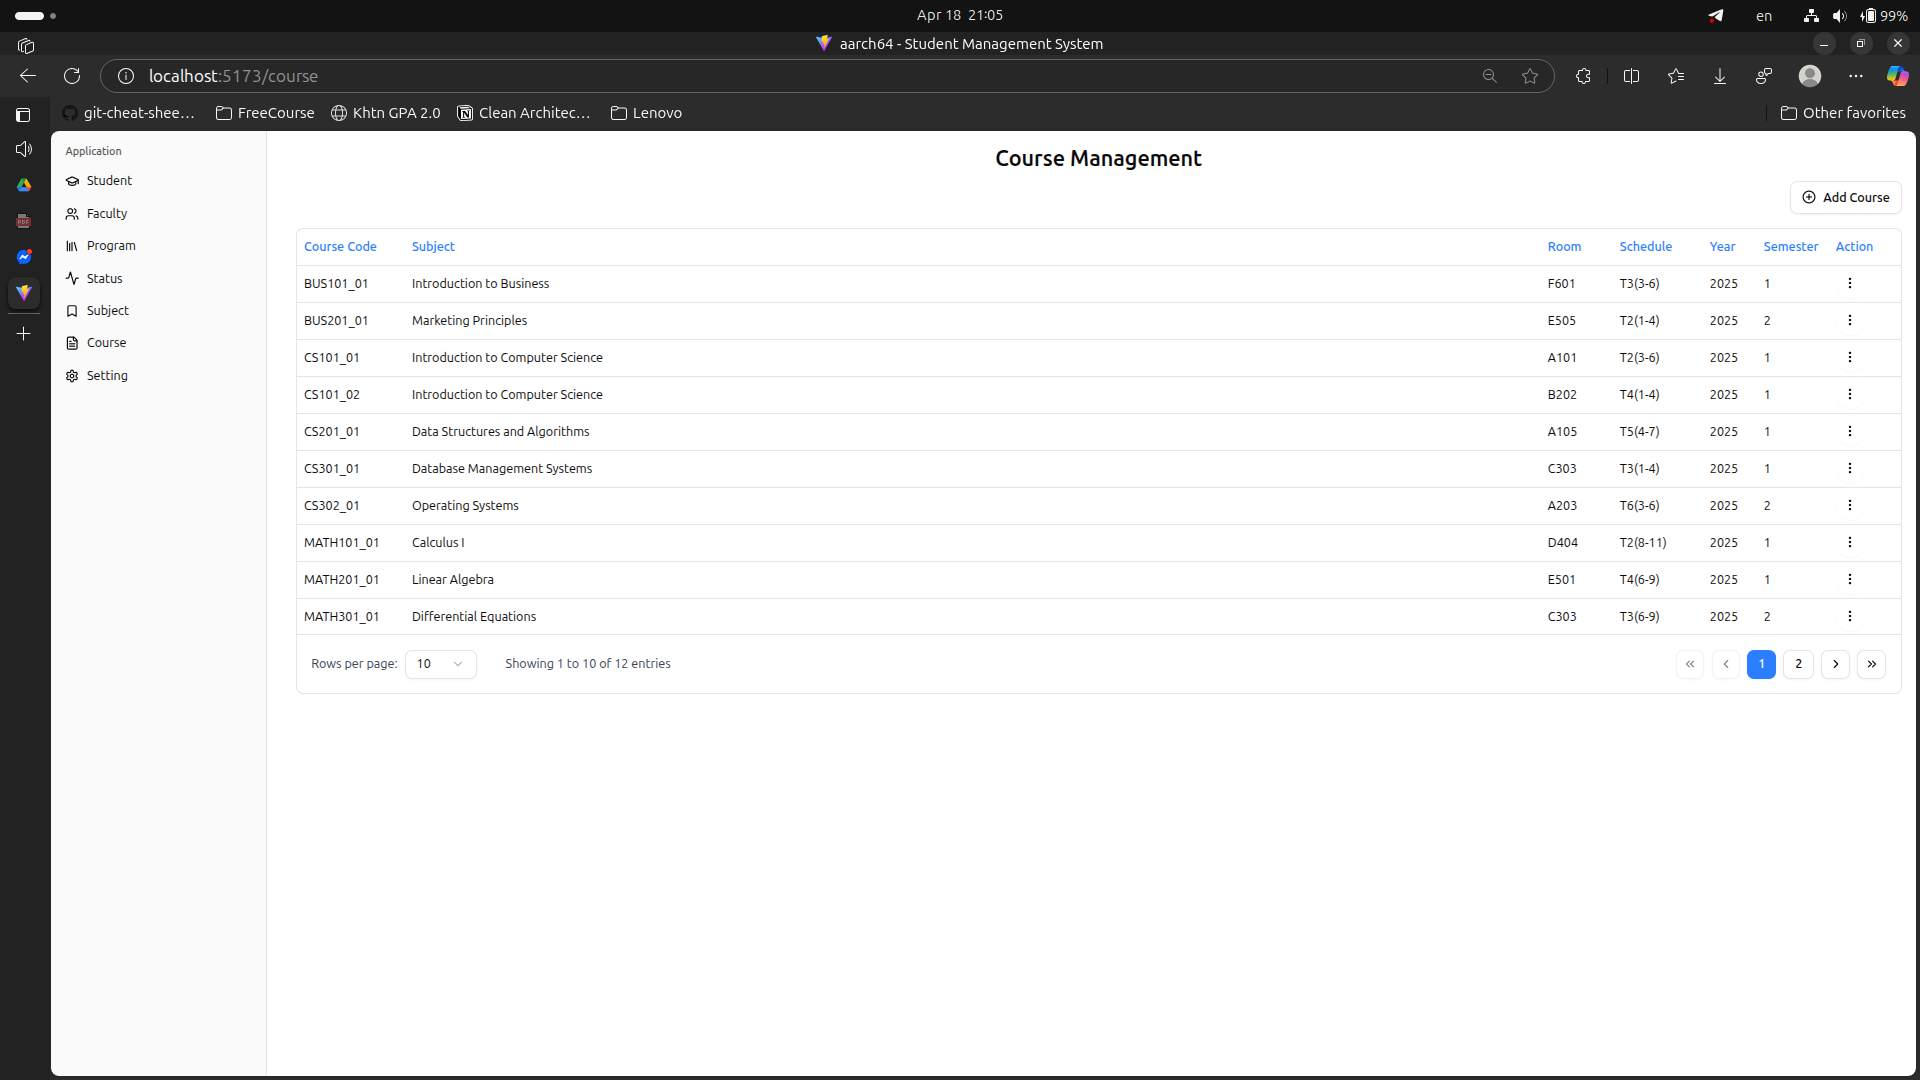 Apr 18 21:05
en
99%
aarch64 - Student Management System
localhost:5173/course
git-cheat-shee...
FreeCourse
Khtn GPA 2.0
Clean Architec...
Lenovo
Other favorites
Application
Student
Faculty
Program
Status
Subject
Course
Setting
Course Management
Add Course
Course Code Subject Room Schedule Year Semester Action
BUS101_01 Introduction to Business F601 T3(3-6) 2025 1
BUS201_01 Marketing Principles E505 T2(1-4) 2025 2
CS101_01 Introduction to Computer Science A101 T2(3-6) 2025 1
CS101_02 Introduction to Computer Science B202 T4(1-4) 2025 1
CS201_01 Data Structures and Algorithms A105 T5(4-7) 2025 1
CS301_01 Database Management Systems C303 T3(1-4) 2025 1
CS302_01 Operating Systems A203 T6(3-6) 2025 2
MATH101_01 Calculus I D404 T2(8-11) 2025 1
MATH201_01 Linear Algebra E501 T4(6-9) 2025 1
MATH301_01 Differential Equations C303 T3(6-9) 2025 2
Rows per page: 10 Showing 1 to 10 of 12 entries « ‹ 1 2 › »